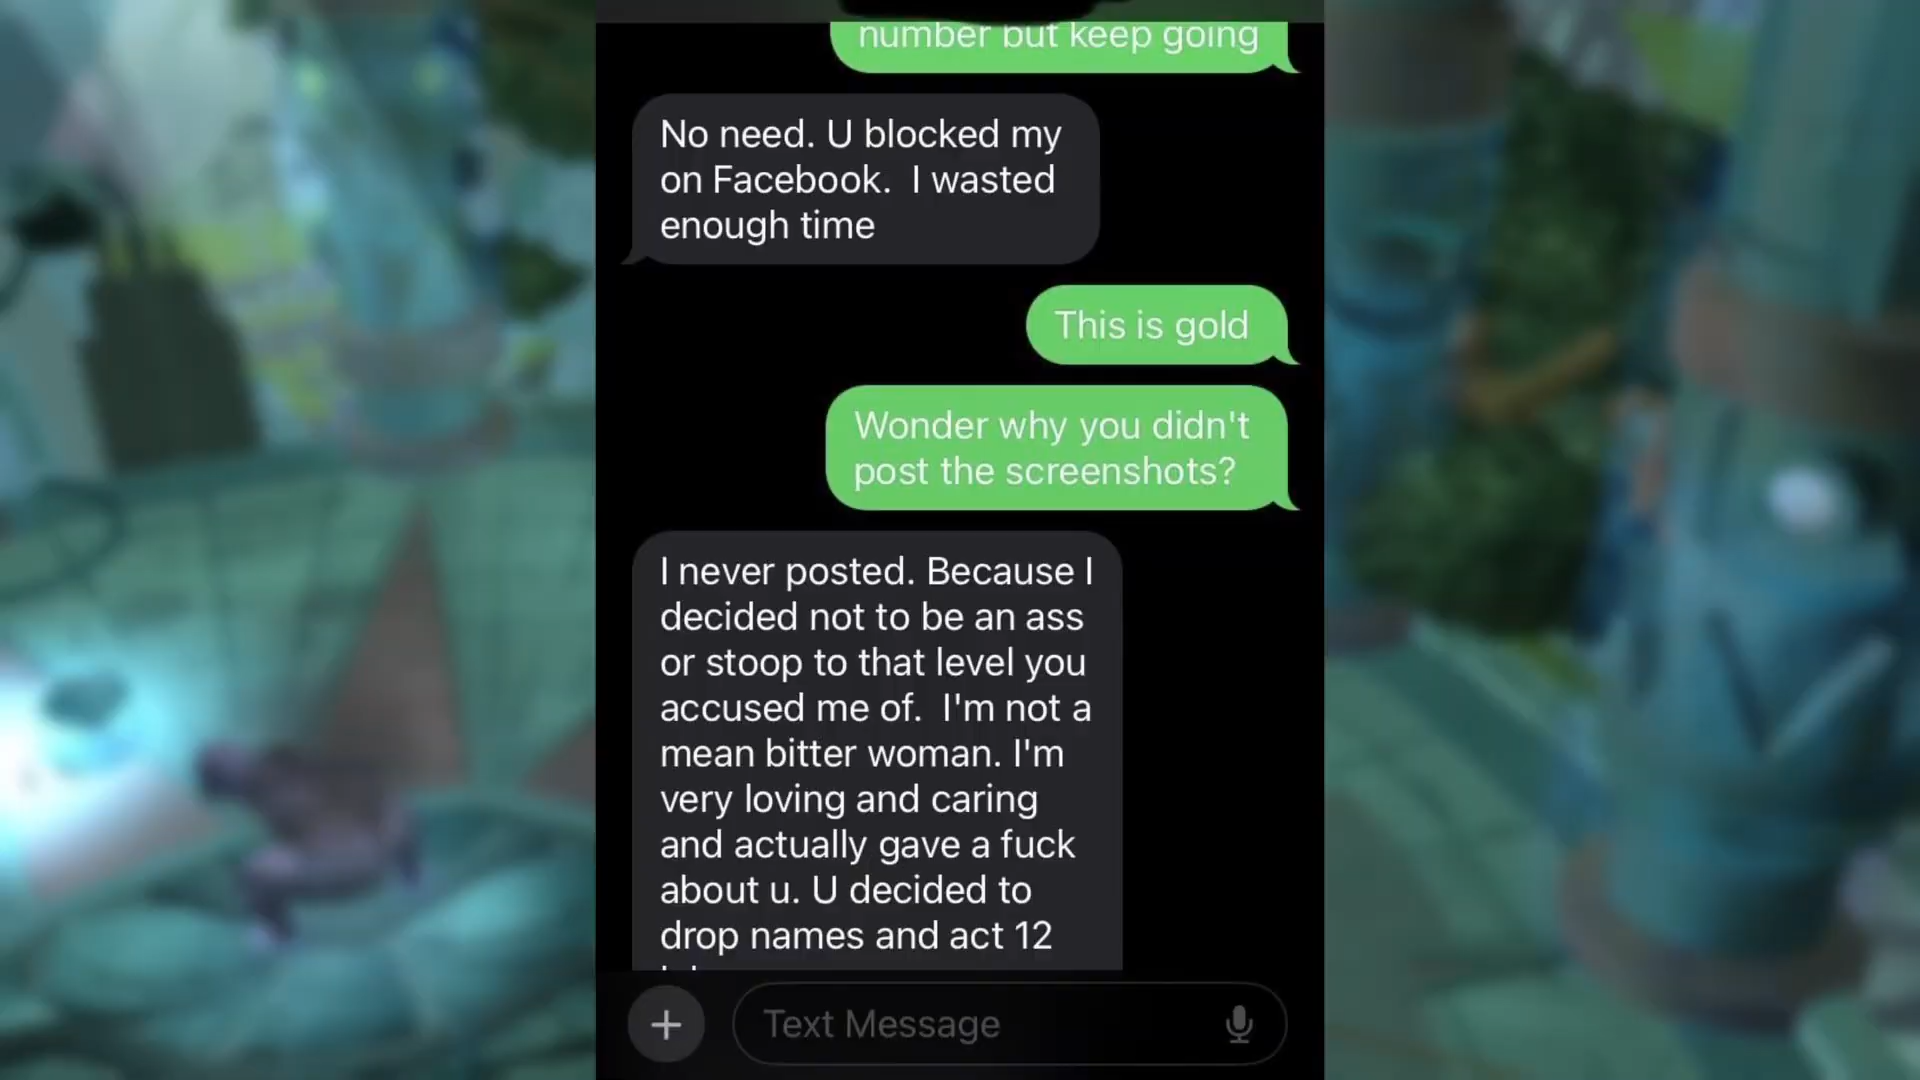 number but keep going
No need. U blocked my
on Facebook. I wasted
enough time
This is gold
Wonder why you didn't
post the screenshots?
I never posted. Because I
decided not to be an ass
or stoop to that level you
accused me of. I'm not a
mean bitter woman. I'm
very loving and caring
and actually gave a fuck
about u. U decided to
drop names and act 12
Text Message